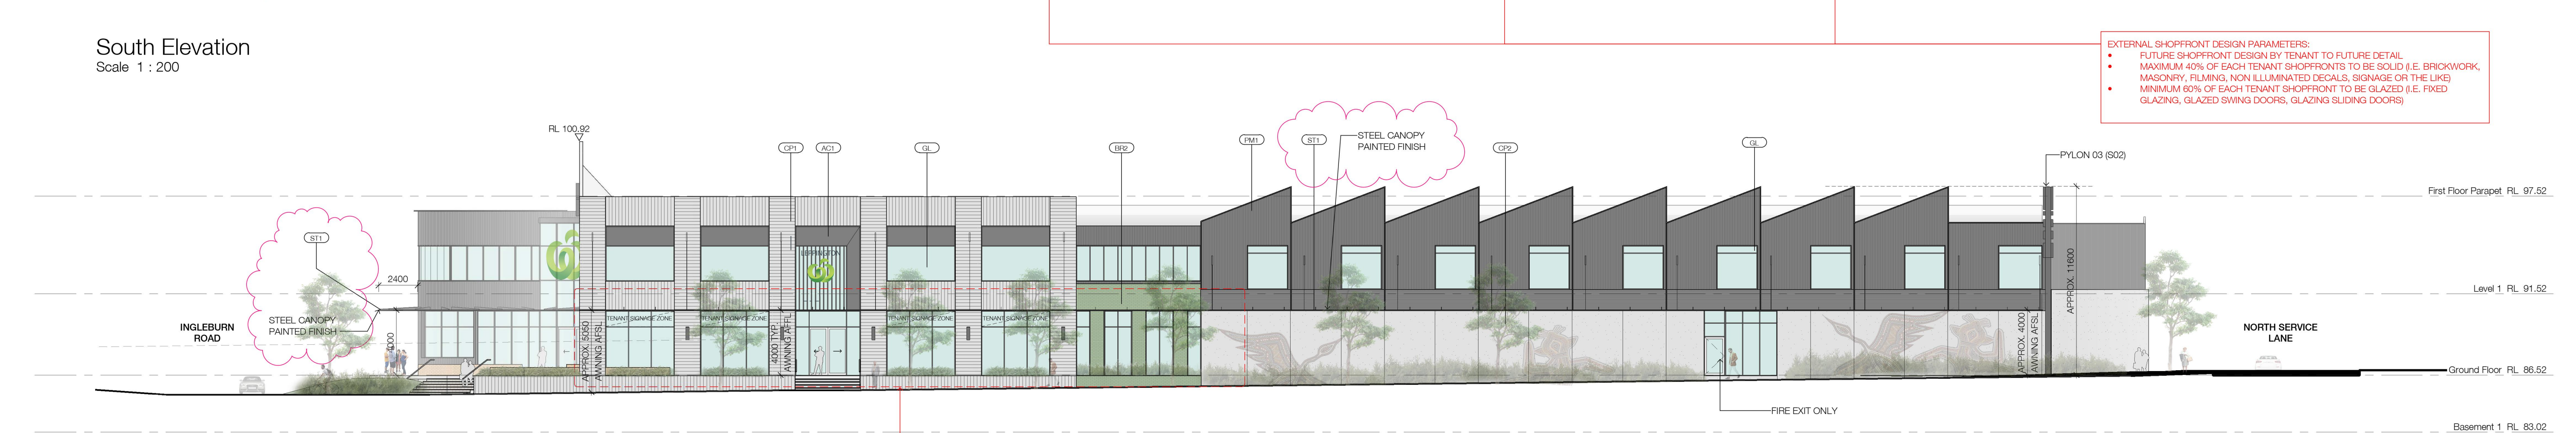 South Elevation
Scale 1 : 200
EXTERNAL SHOPFRONT DESIGN PARAMETERS:
• FUTURE SHOPFRONT DESIGN BY TENANT TO FUTURE DETAIL
• MAXIMUM 40% OF EACH TENANT SHOPFRONTS TO BE SOLID (I.E. BRICKWORK,
MASONRY, FILMING, NON ILLUMINATED DECALS, SIGNAGE OR THE LIKE)
• MINIMUM 60% OF EACH TENANT SHOPFRONT TO BE GLAZED (I.E. FIXED
GLAZING, GLAZED SWING DOORS, GLAZING SLIDING DOORS)
RL 100.92
CP1
AC1
GL
BR2
PM1
ST1
STEEL CANOPY
PAINTED FINISH
CP2
GL
PYLON 03 (S02)
First Floor Parapet RL 97.52
ST1
2400
LEPPINGTON
APPROX. 11600
Level 1 RL 91.52
INGLEBURN
ROAD
STEEL CANOPY
PAINTED FINISH
4000
APPROX. 5050
AWNING AFSL
TENANT SIGNAGE ZONE
TENANT SIGNAGE ZONE
4000 TYP.
AWNING AFFL
TENANT SIGNAGE ZONE
TENANT SIGNAGE ZONE
APPROX. 4000
AWNING AFSL
NORTH SERVICE
LANE
Ground Floor RL 86.52
FIRE EXIT ONLY
Basement 1 RL 83.02